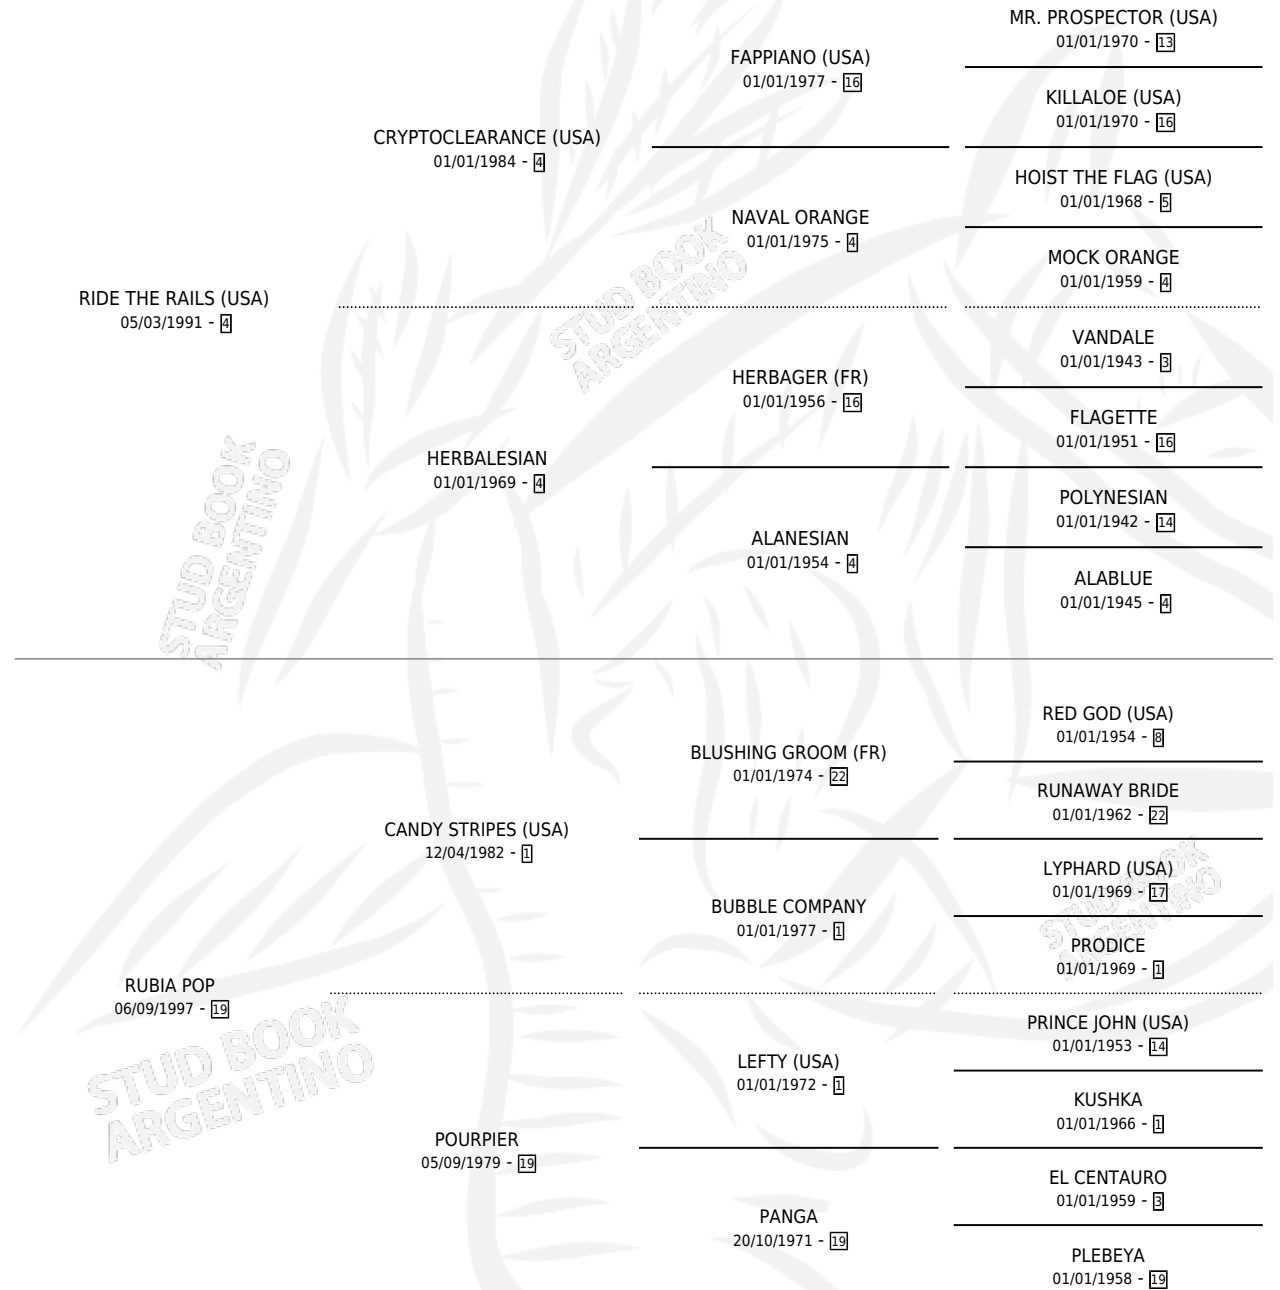 MR. PROSPECTOR (USA)
01/01/1970 - 13
FAPPIANO (USA)
01/01/1977 - 16
KILLALOE (USA)
01/01/1970 - 16
CRYPTOCLEARANCE (USA)
01/01/1984 - 4
HOIST THE FLAG (USA)
01/01/1968 - 5
NAVAL ORANGE
01/01/1975 - 4
MOCK ORANGE
01/01/1959 - 4
RIDE THE RAILS (USA)
05/03/1991 - 4
VANDALE
01/01/1943 - 3
HERBAGER (FR)
01/01/1956 - 16
FLAGETTE
01/01/1951 - 16
HERBALESIAN
01/01/1969 - 4
POLYNESIAN
01/01/1942 - 14
ALANESIAN
01/01/1954 - 4
ALABLUE
01/01/1945 - 4
RED GOD (USA)
01/01/1954 - 8
BLUSHING GROOM (FR)
01/01/1974 - 22
RUNAWAY BRIDE
01/01/1962 - 22
CANDY STRIPES (USA)
12/04/1982 - 1
LYPHARD (USA)
01/01/1969 - 17
BUBBLE COMPANY
01/01/1977 - 1
PRODICE
01/01/1969 - 1
RUBIA POP
06/09/1997 - 19
PRINCE JOHN (USA)
01/01/1953 - 14
LEFTY (USA)
01/01/1972 - 1
KUSHKA
01/01/1966 - 1
POURPIER
05/09/1979 - 19
EL CENTAURO
01/01/1959 - 3
PANGA
20/10/1971 - 19
PLEBEYA
01/01/1958 - 19
STUD BOOK
ARGENTINO
STUD BOOK
ARGENTINO
STUD BOOK
ARGENTINO
STUD BOOK
ARGENTINO